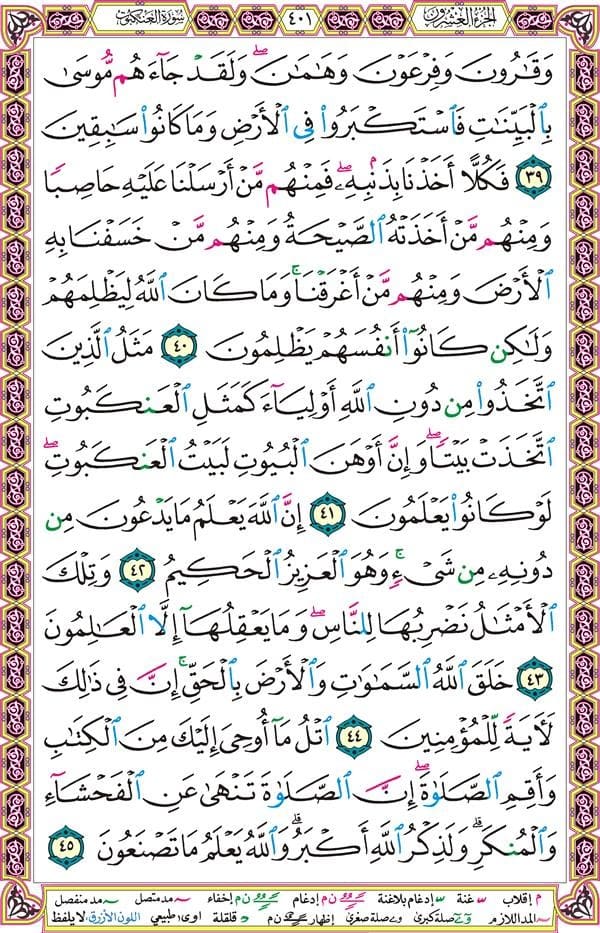 الجزء العشرون ٤٠١ سورة العنكبوت
وَقَٰرُونَ وَفِرۡعَوۡنَ وَهَٰمَٰنَۖ وَلَقَدۡ جَآءَهُم مُّوسَىٰ
بِٱلۡبَيِّنَٰتِ فَٱسۡتَكۡبَرُواْ فِي ٱلۡأَرۡضِ وَمَا كَانُواْ سَٰبِقِينَ
٣٩ فَكُلًّا أَخَذۡنَا بِذَنۢبِهِۦۖ فَمِنۡهُم مَّنۡ أَرۡسَلۡنَا عَلَيۡهِ حَاصِبٗا
وَمِنۡهُم مَّنۡ أَخَذَتۡهُ ٱلصَّيۡحَةُ وَمِنۡهُم مَّنۡ خَسَفۡنَا بِهِ
ٱلۡأَرۡضَ وَمِنۡهُم مَّنۡ أَغۡرَقۡنَاۚ وَمَا كَانَ ٱللَّهُ لِيَظۡلِمَهُمۡ
وَلَٰكِن كَانُوٓاْ أَنفُسَهُمۡ يَظۡلِمُونَ ٤٠ مَثَلُ ٱلَّذِينَ
ٱتَّخَذُواْ مِن دُونِ ٱللَّهِ أَوۡلِيَآءَ كَمَثَلِ ٱلۡعَنكَبُوتِ
ٱتَّخَذَتۡ بَيۡتٗاۖ وَإِنَّ أَوۡهَنَ ٱلۡبُيُوتِ لَبَيۡتُ ٱلۡعَنكَبُوتِۖ
لَوۡ كَانُواْ يَعۡلَمُونَ ٤١ إِنَّ ٱللَّهَ يَعۡلَمُ مَا يَدۡعُونَ مِن
دُونِهِۦ مِن شَيۡءٖۚ وَهُوَ ٱلۡعَزِيزُ ٱلۡحَكِيمُ ٤٢ وَتِلۡكَ
ٱلۡأَمۡثَٰلُ نَضۡرِبُهَا لِلنَّاسِۖ وَمَا يَعۡقِلُهَآ إِلَّا ٱلۡعَٰلِمُونَ
٤٣ خَلَقَ ٱللَّهُ ٱلسَّمَٰوَٰتِ وَٱلۡأَرۡضَ بِٱلۡحَقِّۚ إِنَّ فِي ذَٰلِكَ
لَأٓيَةٗ لِّلۡمُؤۡمِنِينَ ٤٤ ٱتۡلُ مَآ أُوحِيَ إِلَيۡكَ مِنَ ٱلۡكِتَٰبِ
وَأَقِمِ ٱلصَّلَوٰةَۖ إِنَّ ٱلصَّلَوٰةَ تَنۡهَىٰ عَنِ ٱلۡفَحۡشَآءِ
وَٱلۡمُنكَرِۗ وَلَذِكۡرُ ٱللَّهِ أَكۡبَرُۗ وَٱللَّهُ يَعۡلَمُ مَا تَصۡنَعُونَ ٤٥
م إقلاب غنة إدغام بلاغنة ن م إدغام ن م إخفاء مد متصل مد منفصل
المد اللازم صلة كبرى صلة صغرى إظهار ن م قلقلة اوى طبيعي اللون الأزرق لا يلفظ